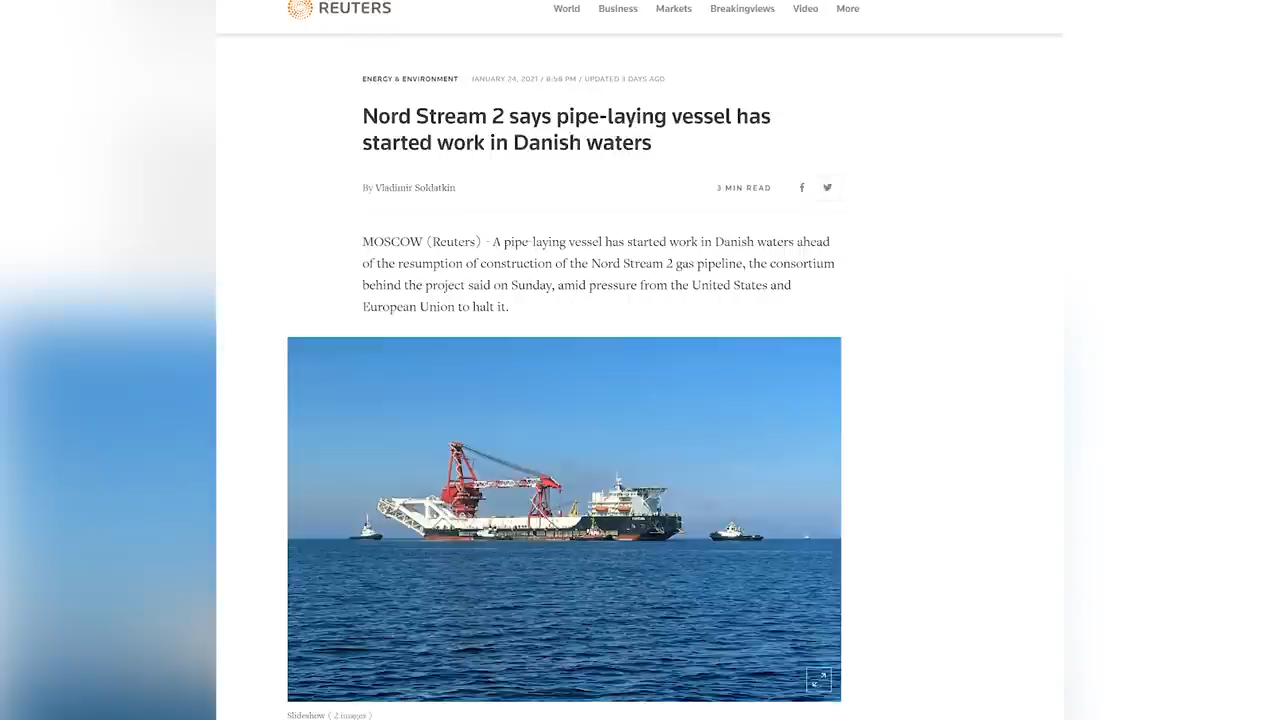 REUTERS
World Business Markets Breakingviews Video More
ENERGY & ENVIRONMENT JANUARY 24, 2021 / 8:58 PM / UPDATED 3 DAYS AGO
Nord Stream 2 says pipe-laying vessel has
started work in Danish waters
By Vladimir Soldatkin
3 MIN READ
MOSCOW (Reuters) - A pipe-laying vessel has started work in Danish waters ahead
of the resumption of construction of the Nord Stream 2 gas pipeline, the consortium
behind the project said on Sunday, amid pressure from the United States and
European Union to halt it.
Slideshow ( 2 images )